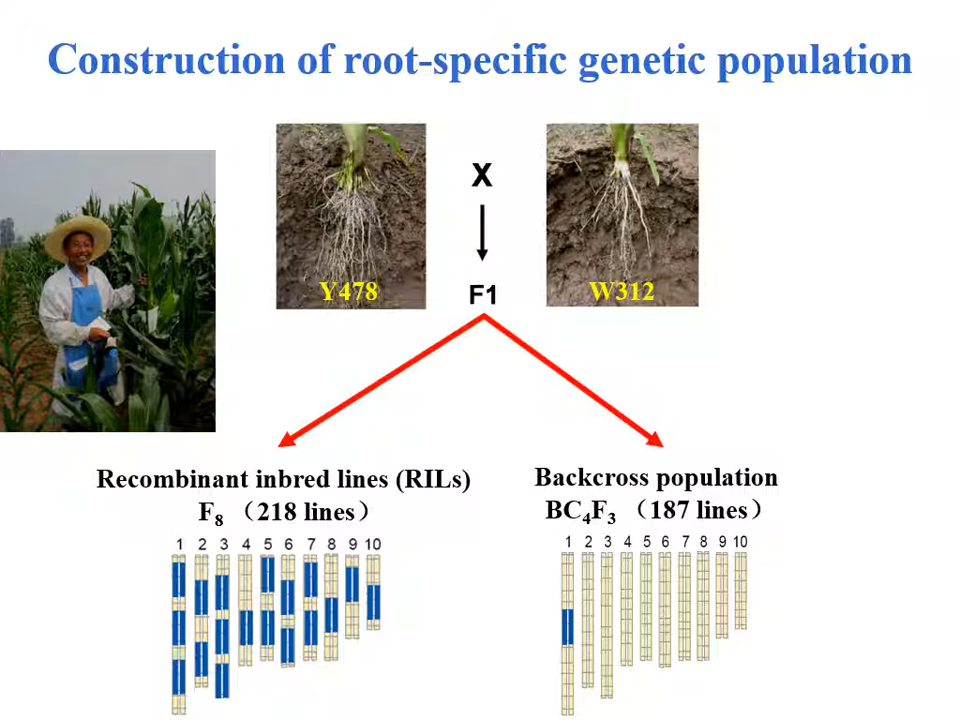 Construction of root-specific genetic population
X
Y478
F1
W312
Recombinant inbred lines (RILs)
F₈ （218 lines）
Backcross population
BC₄F₃ （187 lines）
1 2 3 4 5 6 7 8 9 10
1 2 3 4 5 6 7 8 9 10